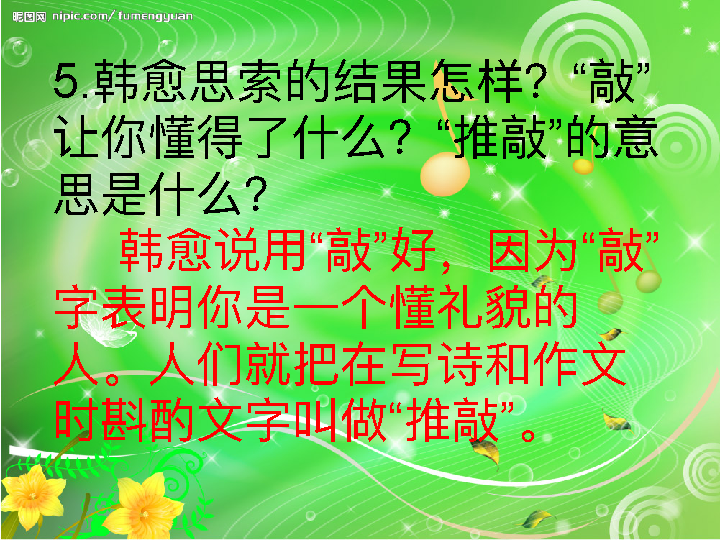 昵图网 nipic.com/fumengyuan
5.韩愈思索的结果怎样？“敲”
让你懂得了什么？“推敲”的意
思是什么？
韩愈说用“敲”好，因为“敲”
字表明你是一个懂礼貌的
人。人们就把在写诗和作文
时斟酌文字叫做“推敲”。